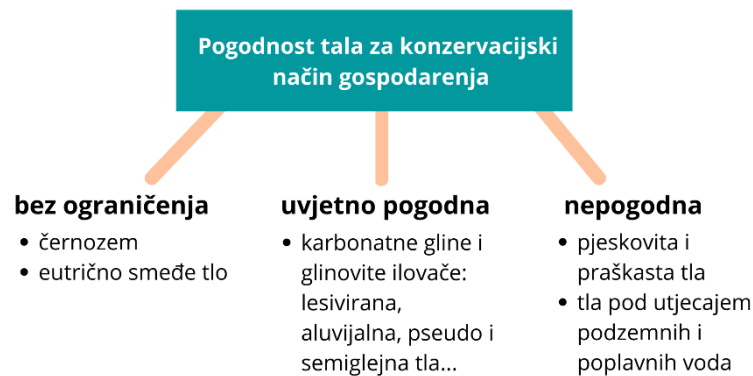 Pogodnost tala za konzervacijski
način gospodarenja
bez ograničenja
• černozem
• eutrično smeđe tlo
uvjetno pogodna
• karbonatne gline i
glinovite ilovače:
lesivirana,
aluvijalna, pseudo i
semiglejna tla...
nepogodna
• pjeskovita i
praškasta tla
• tla pod utjecajem
podzemnih i
poplavnih voda